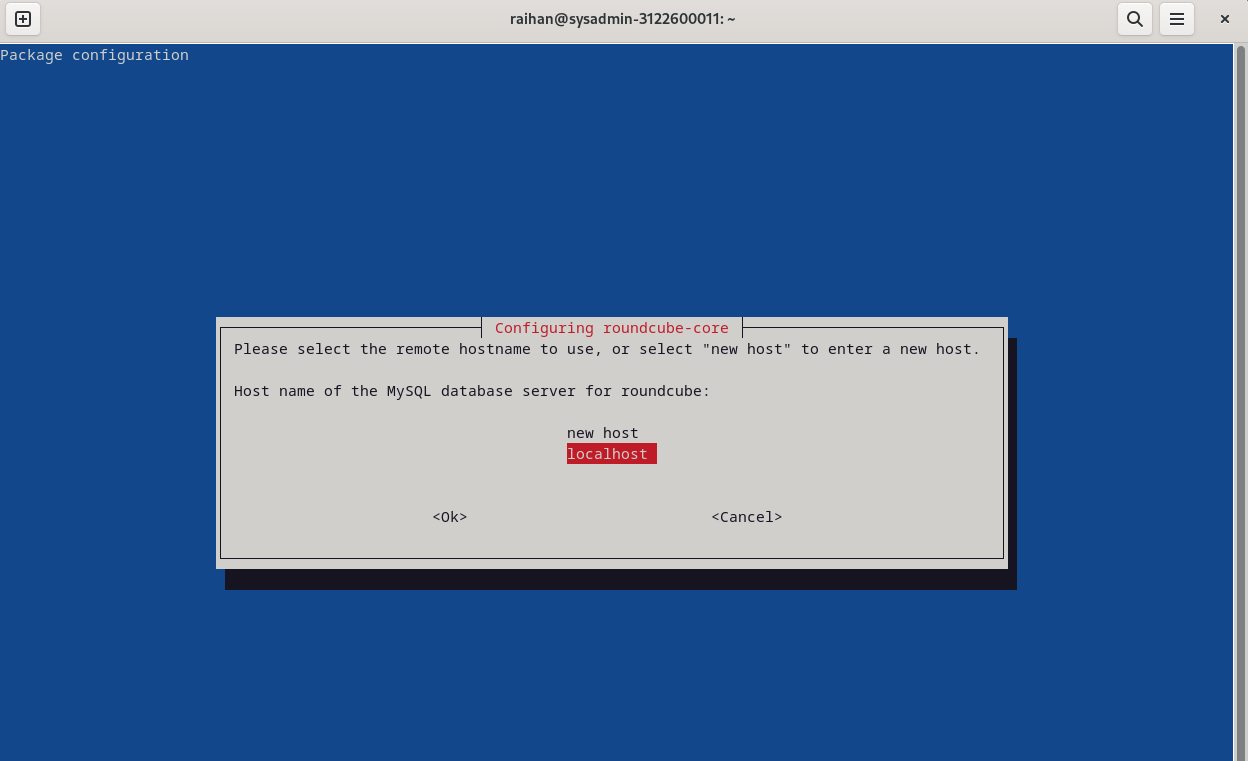 raihan@sysadmin-3122600011: ~
Package configuration
Configuring roundcube-core
Please select the remote hostname to use, or select "new host" to enter a new host.
Host name of the MySQL database server for roundcube:
new host
localhost
<Ok> <Cancel>